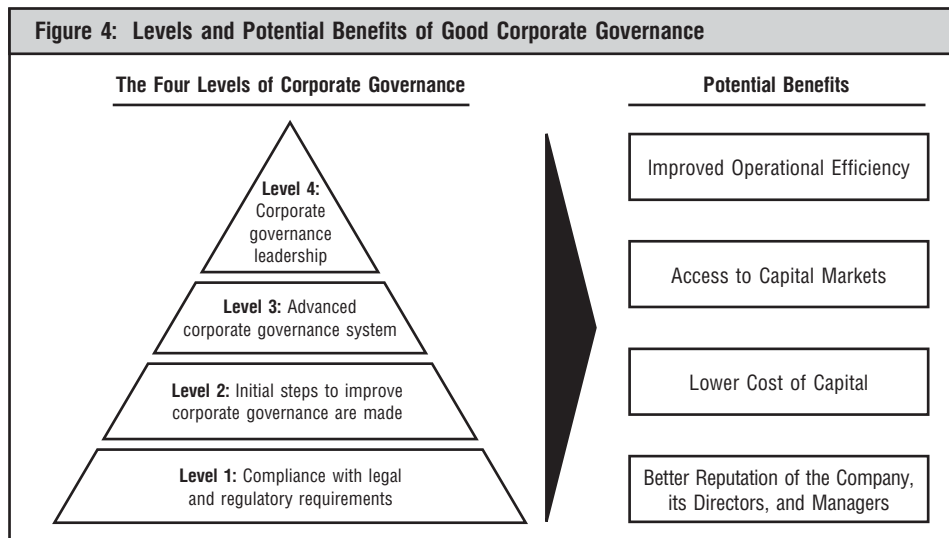 Figure 4: Levels and Potential Benefits of Good Corporate Governance
The Four Levels of Corporate Governance
Level 4:
Corporate
governance
leadership
Level 3: Advanced
corporate governance system
Level 2: Initial steps to improve
corporate governance are made
Level 1: Compliance with legal
and regulatory requirements
Potential Benefits
Improved Operational Efficiency
Access to Capital Markets
Lower Cost of Capital
Better Reputation of the Company,
its Directors, and Managers